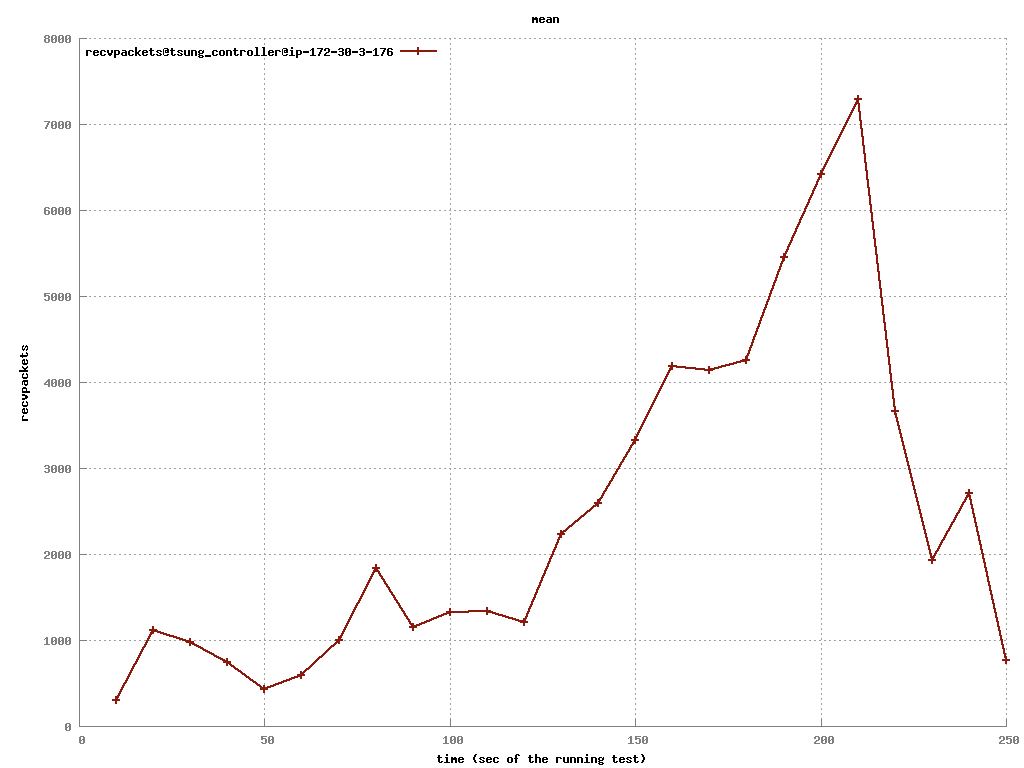 mean
recvpackets@tsung_controller@ip-172-30-3-176
8000
7000
6000
5000
4000
3000
2000
1000
0
recvpackets
0 50 100 150 200 250
time (sec of the running test)